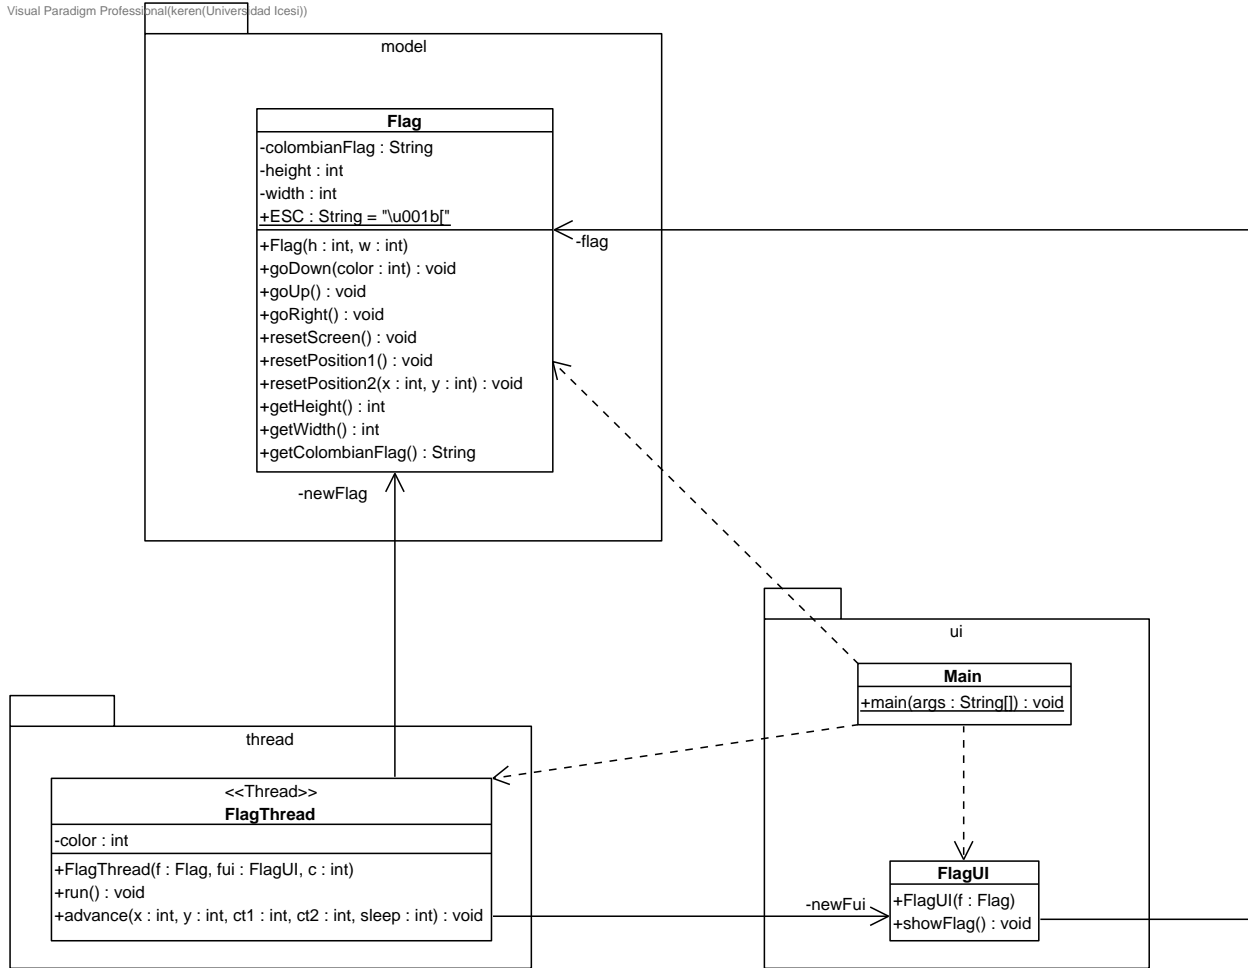 Visual Paradigm Professional(keren(Universidad Icesi))
model
Flag
-colombianFlag : String
-height : int
-width : int
+ESC : String = "\u001b["
+Flag(h : int, w : int)
+goDown(color : int) : void
+goUp() : void
+goRight() : void
+resetScreen() : void
+resetPosition1() : void
+resetPosition2(x : int, y : int) : void
+getHeight() : int
+getWidth() : int
+getColombianFlag() : String
-flag
-newFlag
ui
Main
+main(args : String[]) : void
thread
<<Thread>>
FlagThread
-color : int
+FlagThread(f : Flag, fui : FlagUI, c : int)
+run() : void
+advance(x : int, y : int, ct1 : int, ct2 : int, sleep : int) : void
-newFui
FlagUI
+FlagUI(f : Flag)
+showFlag() : void